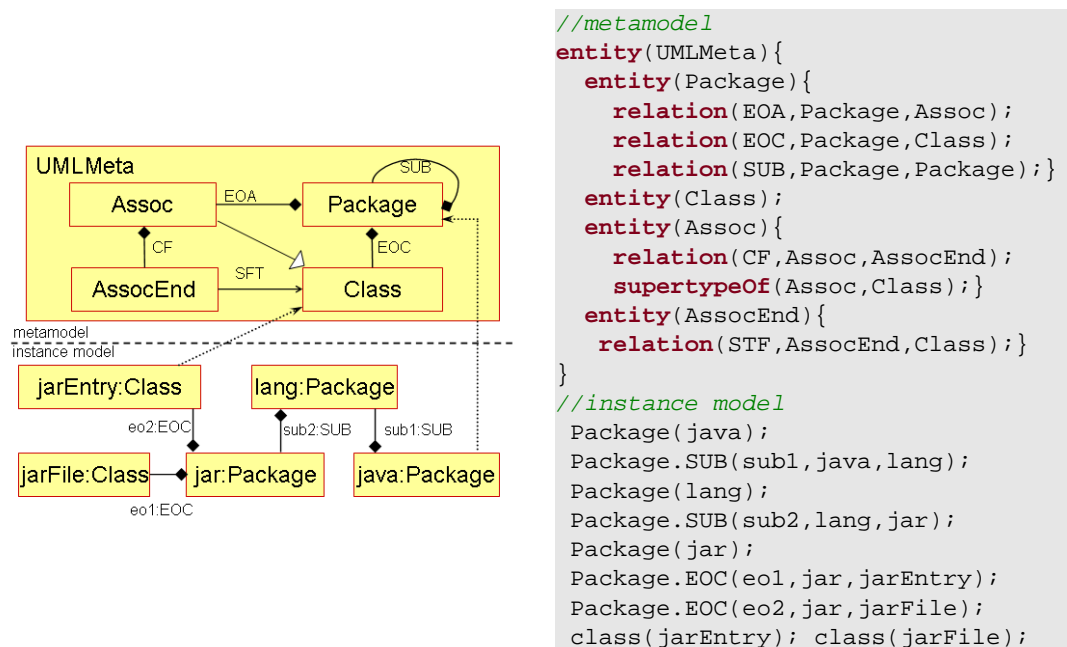 UMLMeta
SUB
Assoc
EOA
Package
CF
EOC
AssocEnd
SFT
Class
metamodel
instance model
jarEntry:Class
lang:Package
eo2:EOC
sub2:SUB
sub1:SUB
jarFile:Class
jar:Package
java:Package
eo1:EOC
//metamodel
entity(UMLMeta){
entity(Package){
relation(EOA,Package,Assoc);
relation(EOC,Package,Class);
relation(SUB,Package,Package);}
entity(Class);
entity(Assoc){
relation(CF,Assoc,AssocEnd);
supertypeOf(Assoc,Class);}
entity(AssocEnd){
relation(STF,AssocEnd,Class);}
}
//instance model
Package(java);
Package.SUB(sub1,java,lang);
Package(lang);
Package.SUB(sub2,lang,jar);
Package(jar);
Package.EOC(eo1,jar,jarEntry);
Package.EOC(eo2,jar,jarFile);
class(jarEntry); class(jarFile);